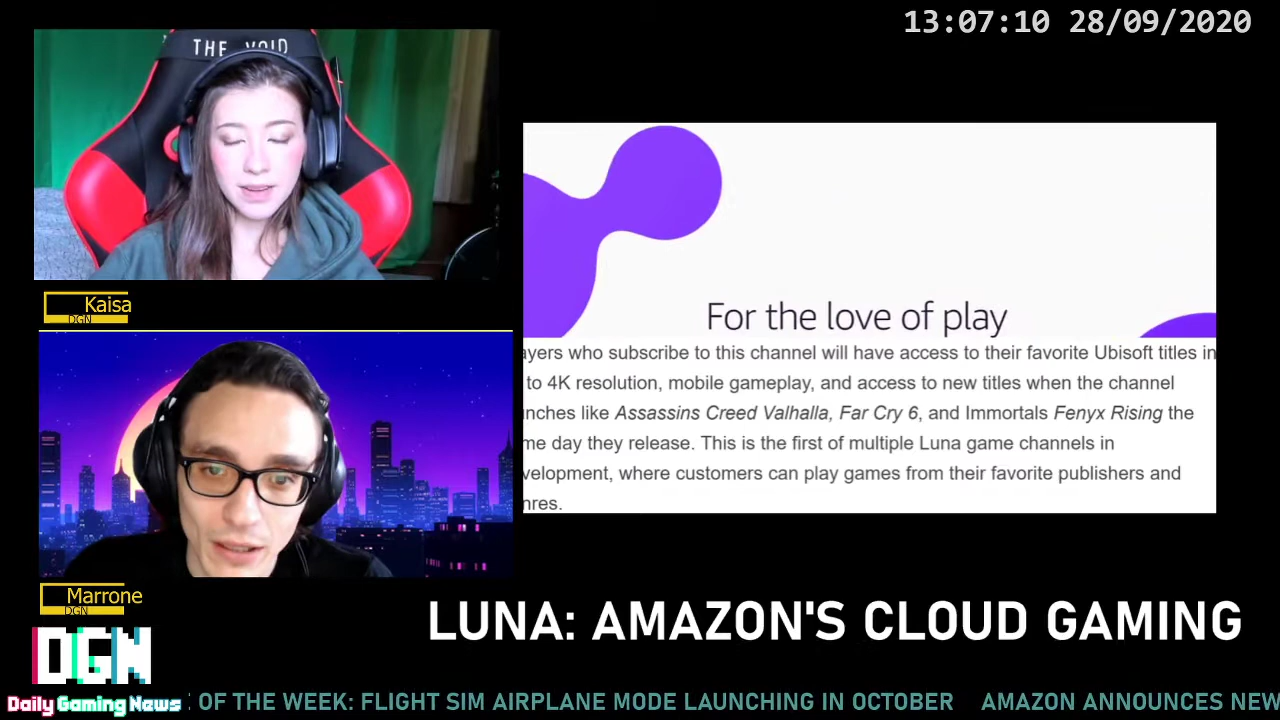 13:07:10 28/09/2020
THE VOID
Kaisa
DGN
For the love of play
ayers who subscribe to this channel will have access to their favorite Ubisoft titles in
to 4K resolution, mobile gameplay, and access to new titles when the channel
unches like Assassins Creed Valhalla, Far Cry 6, and Immortals Fenyx Rising the
me day they release. This is the first of multiple Luna game channels in
velopment, where customers can play games from their favorite publishers and
nres.
Marrone
DGN
LUNA: AMAZON'S CLOUD GAMING
DGN
Daily Gaming News
OF THE WEEK: FLIGHT SIM AIRPLANE MODE LAUNCHING IN OCTOBER AMAZON ANNOUNCES NEW